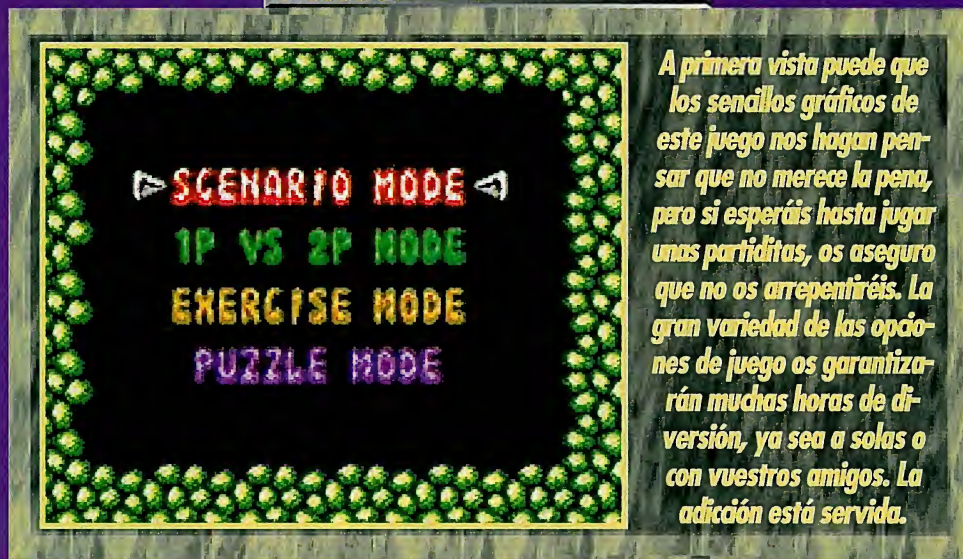 SCENARIO MODE
1P VS 2P MODE
EXERCISE MODE
PUZZLE MODE
A primera vista puede que
los sencillos gráficos de
este juego nos hagan pen-
sar que no merece la pena,
pero si esperáis hasta jugar
unas partiditas, os aseguro
que no os arrepentiréis. La
gran variedad de las opcio-
nes de juego os garantiza-
rán muchas horas de di-
versión, ya sea a solas o
con vuestros amigos. La
adicción está servida.